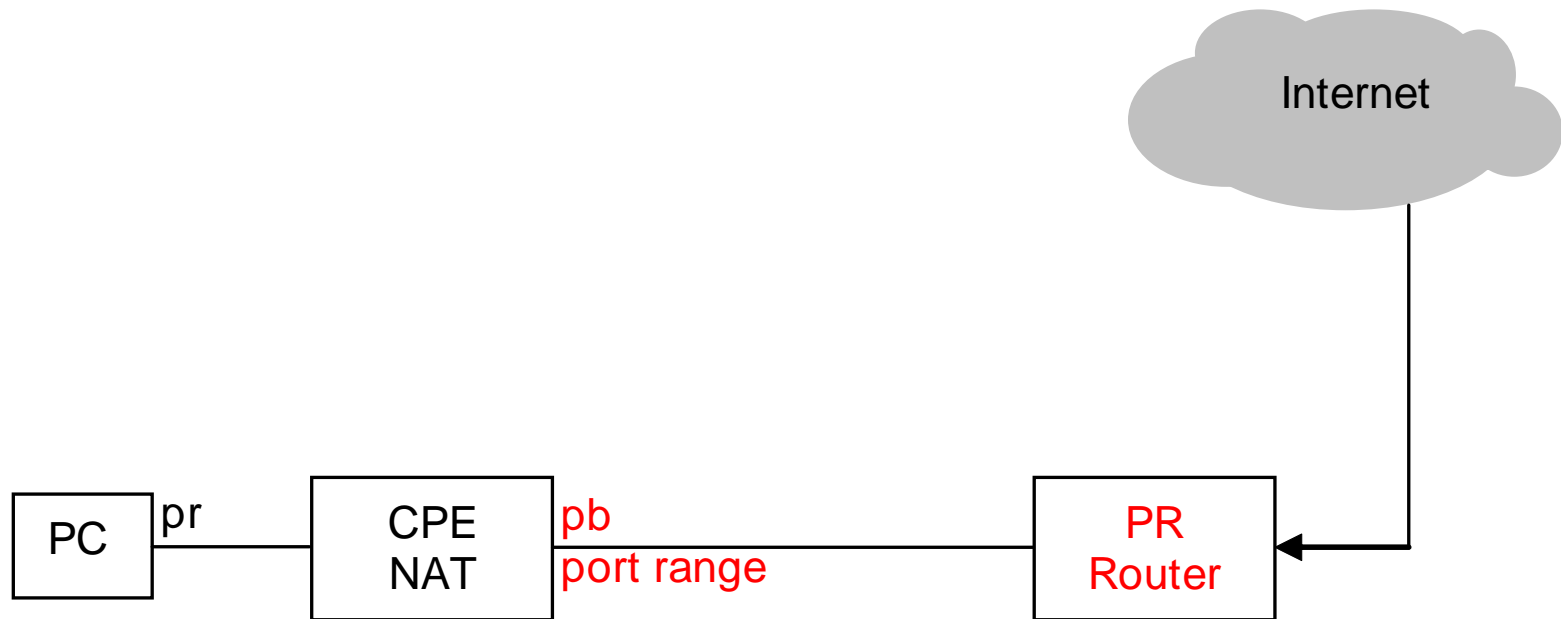 Internet
PC
pr
CPE
NAT
pb
port range
PR
Router